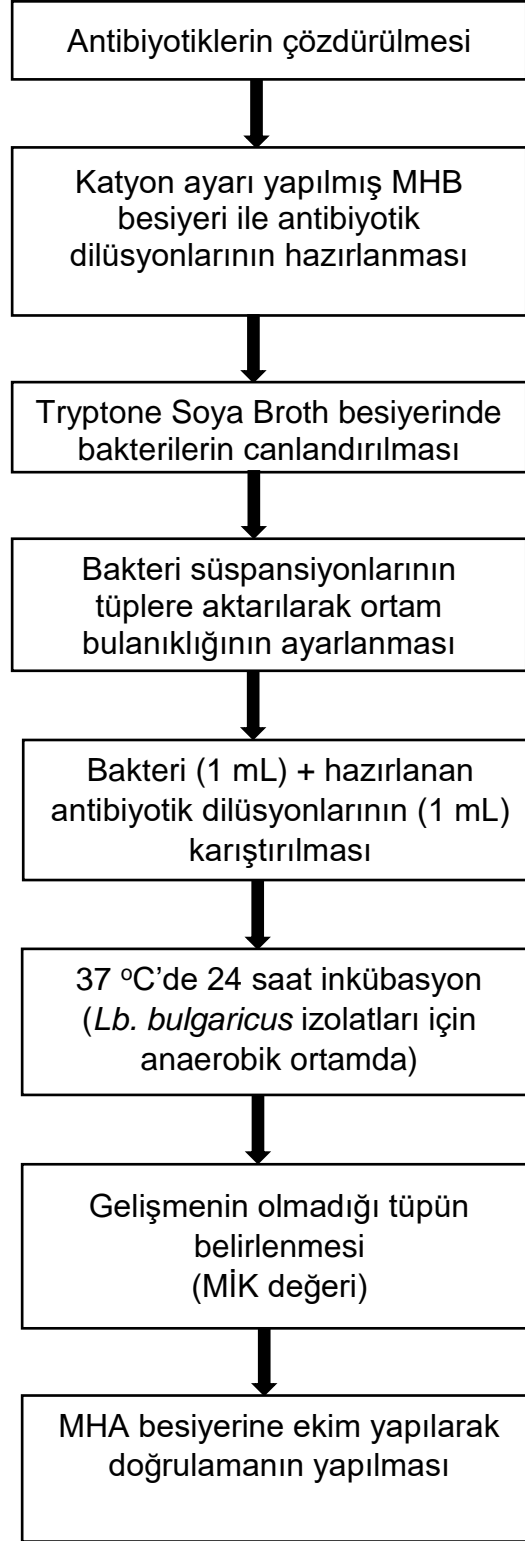 Antibiyotiklerin çözdürülmesi
Katyon ayarı yapılmış MHB
besiyeri ile antibiyotik
dilüsyonlarının hazırlanması
Tryptone Soya Broth besiyerinde
bakterilerin canlandırılması
Bakteri süspansiyonlarının
tüplere aktarılarak ortam
bulanıklığının ayarlanması
Bakteri (1 mL) + hazırlanan
antibiyotik dilüsyonlarının (1 mL)
karıştırılması
37 ºC’de 24 saat inkübasyon
(Lb. bulgaricus izolatları için
anaerobik ortamda)
Gelişmenin olmadığı tüpün
belirlenmesi
(MİK değeri)
MHA besiyerine ekim yapılarak
doğrulamanın yapılması